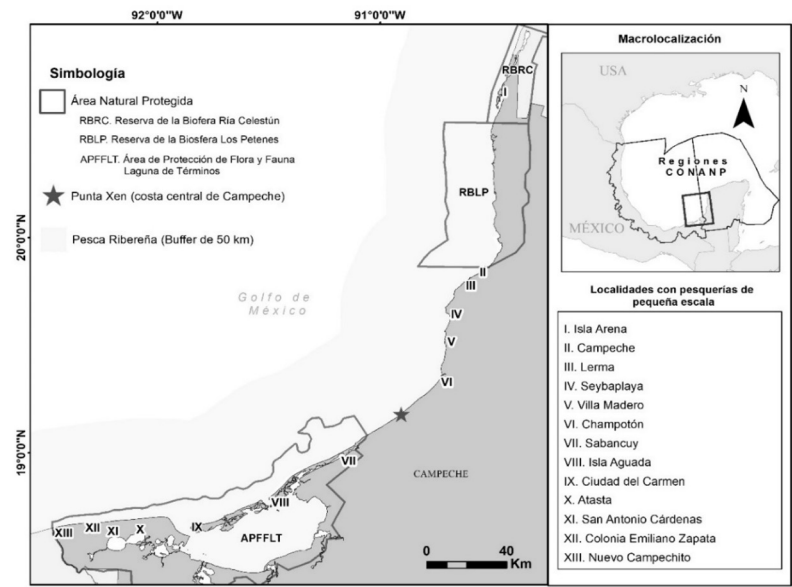 92°0'0"W
91°0'0"W
Simbología
Área Natural Protegida
RBRC. Reserva de la Biofera Ría Celestún
RBLP. Reserva de la Biosfera Los Petenes
APFFLT. Área de Protección de Flora y Fauna
Laguna de Términos
Punta Xen (costa central de Campeche)
Pesca Ribereña (Buffer de 50 km)
RBRC
I
RBLP
20°0'0"N
II
III
Golfo de
México
IV
V
VI
19°0'0"N
VII
CAMPECHE
VIII
IX
X
XI
XII
XIII
APFFLT
0 40
Km
Macrolocalización
USA
N
Regiones
CONANP
MÉXICO
Localidades con pesquerías de
pequeña escala
I. Isla Arena
II. Campeche
III. Lerma
IV. Seybaplaya
V. Villa Madero
VI. Champotón
VII. Sabancuy
VIII. Isla Aguada
IX. Ciudad del Carmen
X. Atasta
XI. San Antonio Cárdenas
XII. Colonia Emiliano Zapata
XIII. Nuevo Campechito